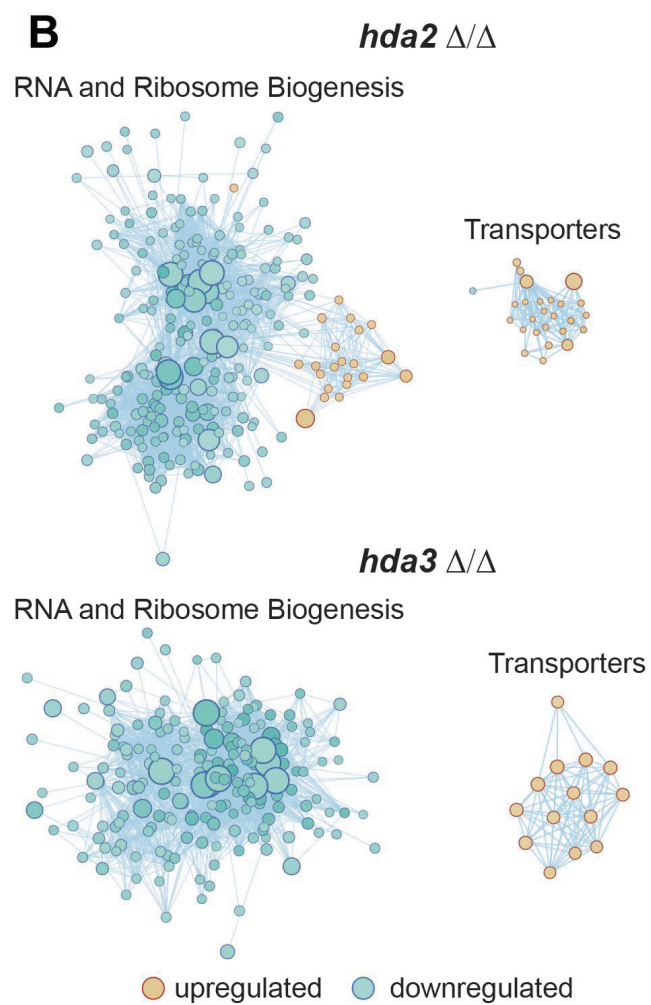 B
hda2 Δ/Δ
RNA and Ribosome Biogenesis
Transporters
hda3 Δ/Δ
RNA and Ribosome Biogenesis
Transporters
upregulated downregulated